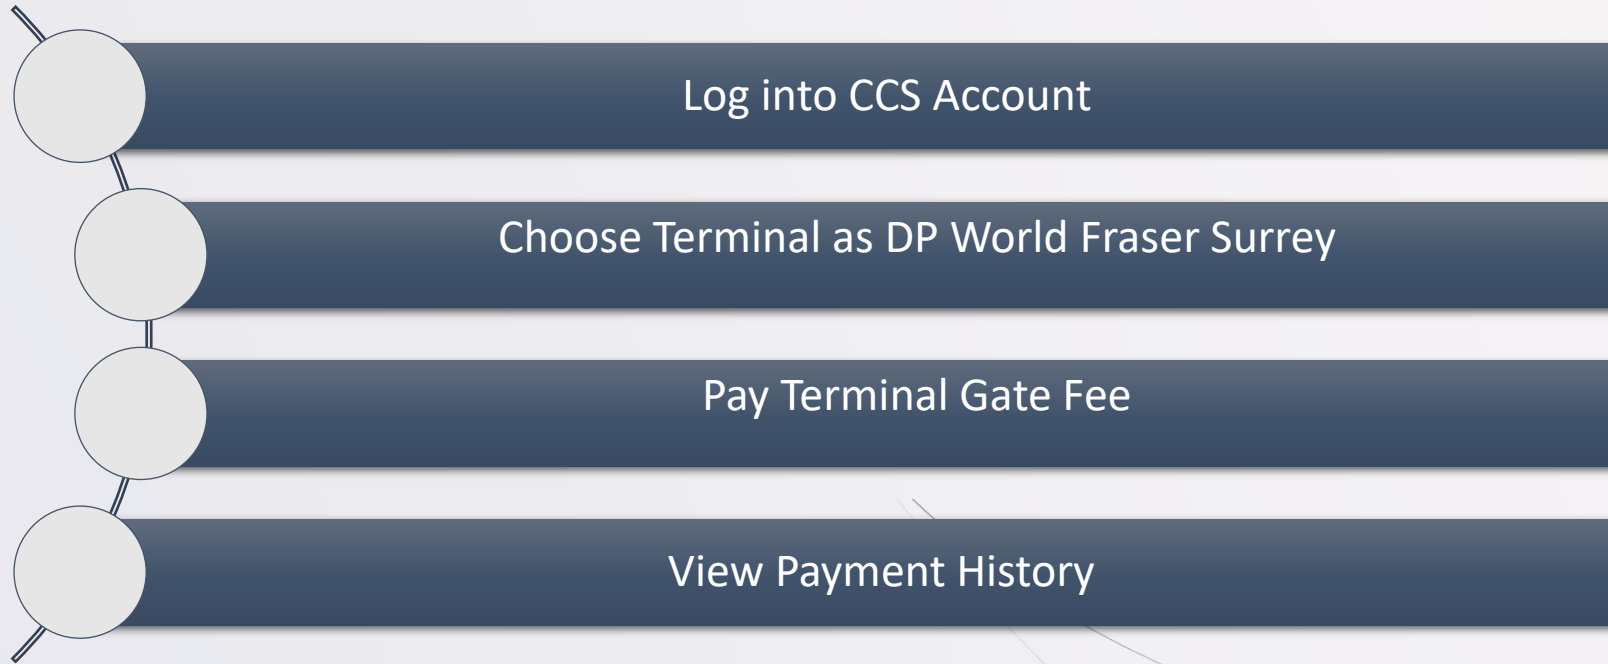 Log into CCS Account
Choose Terminal as DP World Fraser Surrey
Pay Terminal Gate Fee
View Payment History